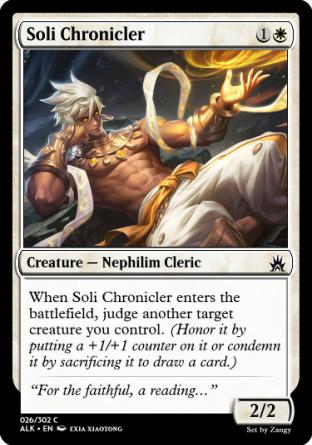 Soli Chronicler 1
Creature — Nephilim Cleric
When Soli Chronicler enters the
battlefield, judge another target
creature you control. (Honor it by
putting a +1/+1 counter on it or condemn
it by sacrificing it to draw a card.)
“For the faithful, a reading…”
2/2
026/302 C
ALK • EN EXIA XIAOTONG
Set by Zangy